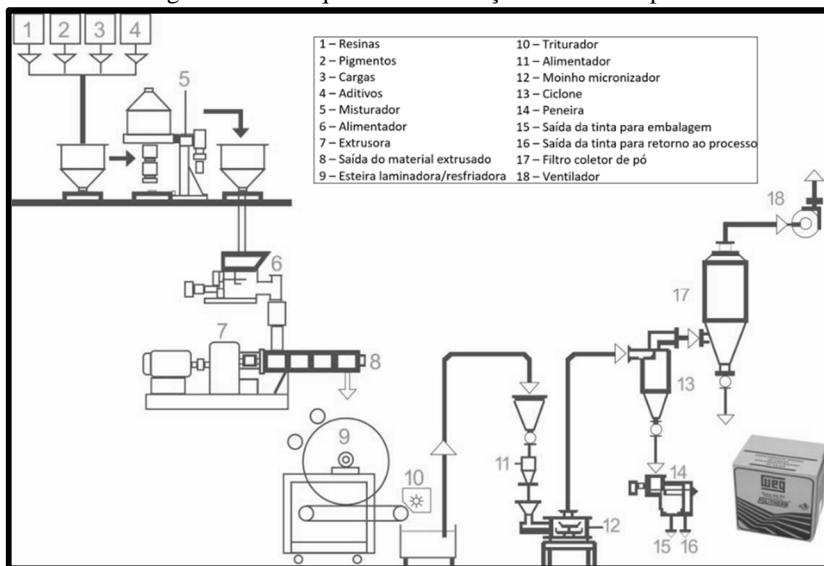 1
2
3
4
5
1 – Resinas
2 – Pigmentos
3 – Cargas
4 – Aditivos
5 – Misturador
6 – Alimentador
7 – Extrusora
8 – Saída do material extrusado
9 – Esteira laminadora/resfriadora
10 – Triturador
11 – Alimentador
12 – Moinho micronizador
13 – Ciclone
14 – Peneira
15 – Saída da tinta para embalagem
16 – Saída da tinta para retorno ao processo
17 – Filtro coletor de pó
18 – Ventilador
18
6
17
7
8
13
9
10
11
14
12
15
16
weg